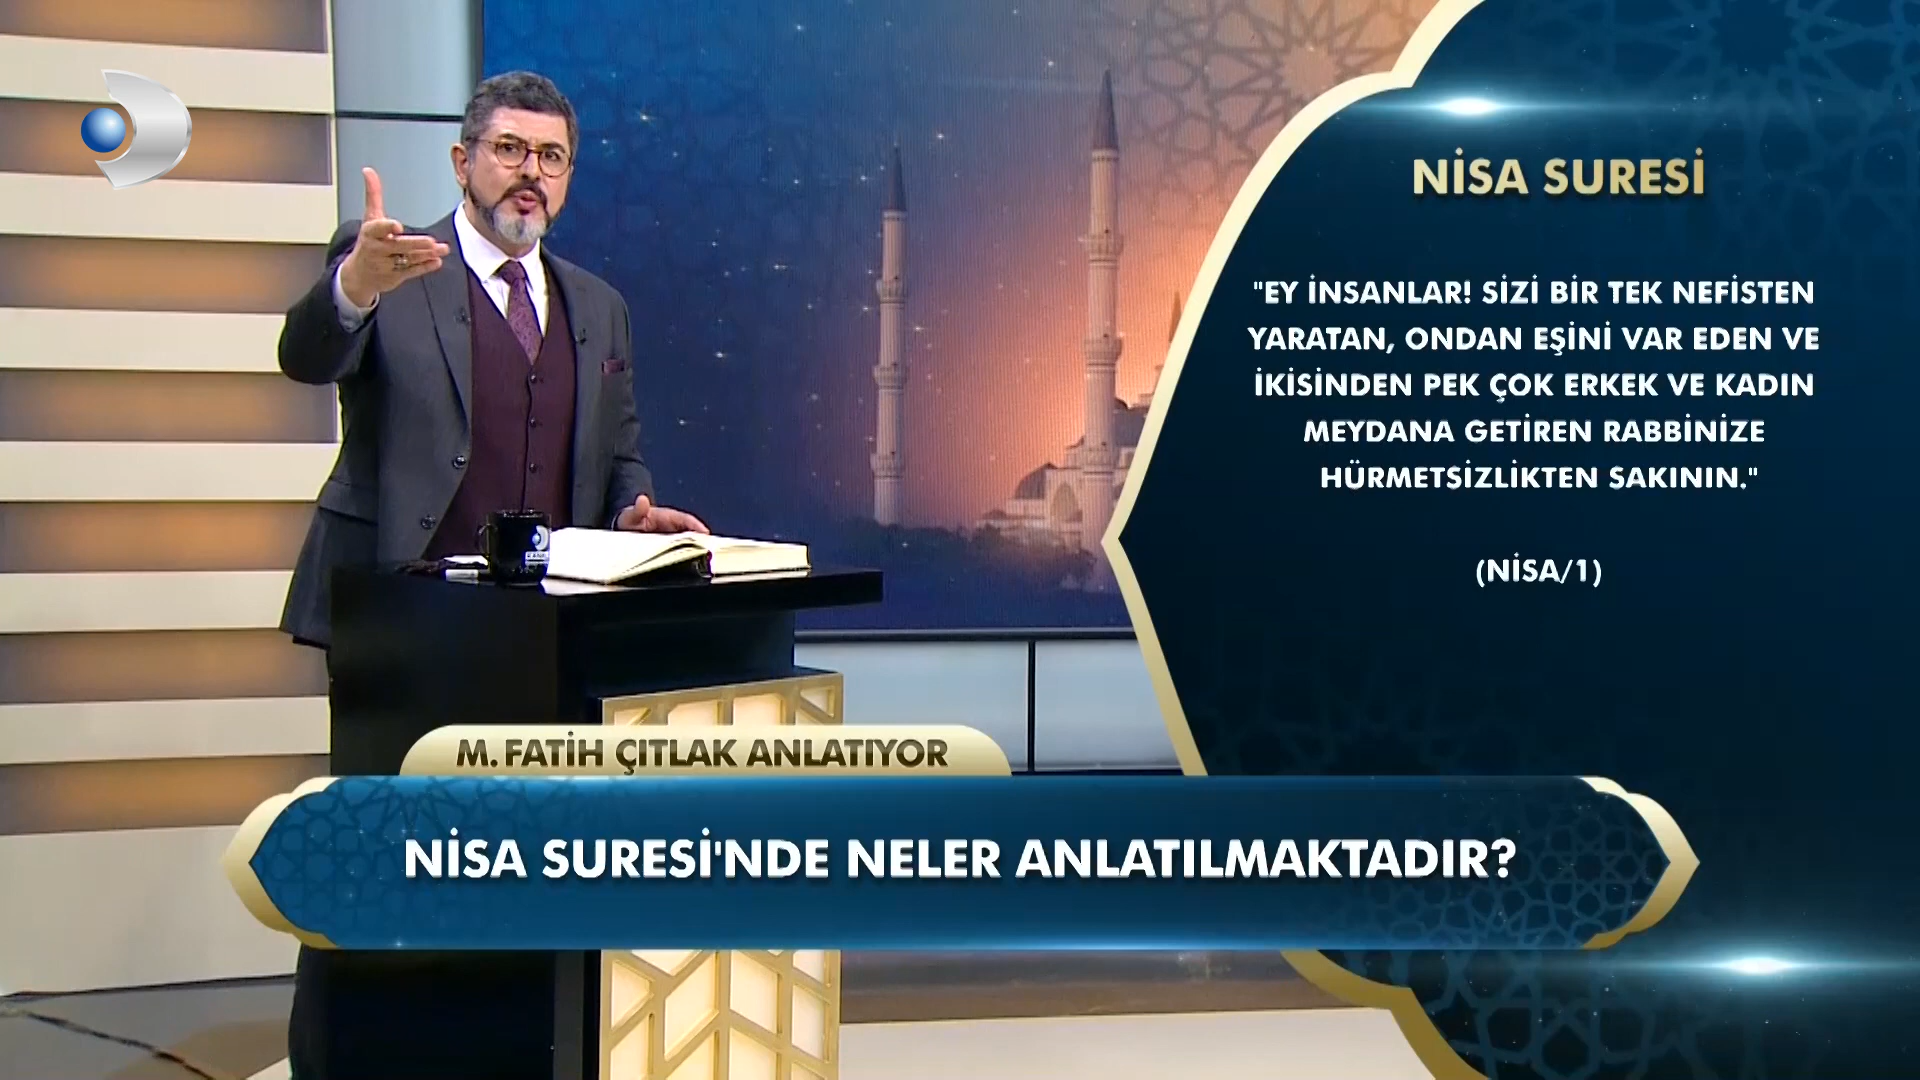 NİSA SURESİ
"EY İNSANLAR! SİZİ BİR TEK NEFİSTEN
YARATAN, ONDAN EŞİNİ VAR EDEN VE
İKİSİNDEN PEK ÇOK ERKEK VE KADIN
MEYDANA GETİREN RABBİNİZE
HÜRMETSİZLİKTEN SAKININ."
(NİSA/1)
M. FATİH ÇITLAK ANLATIYOR
NİSA SURESİ'NDE NELER ANLATILMAKTADIR?